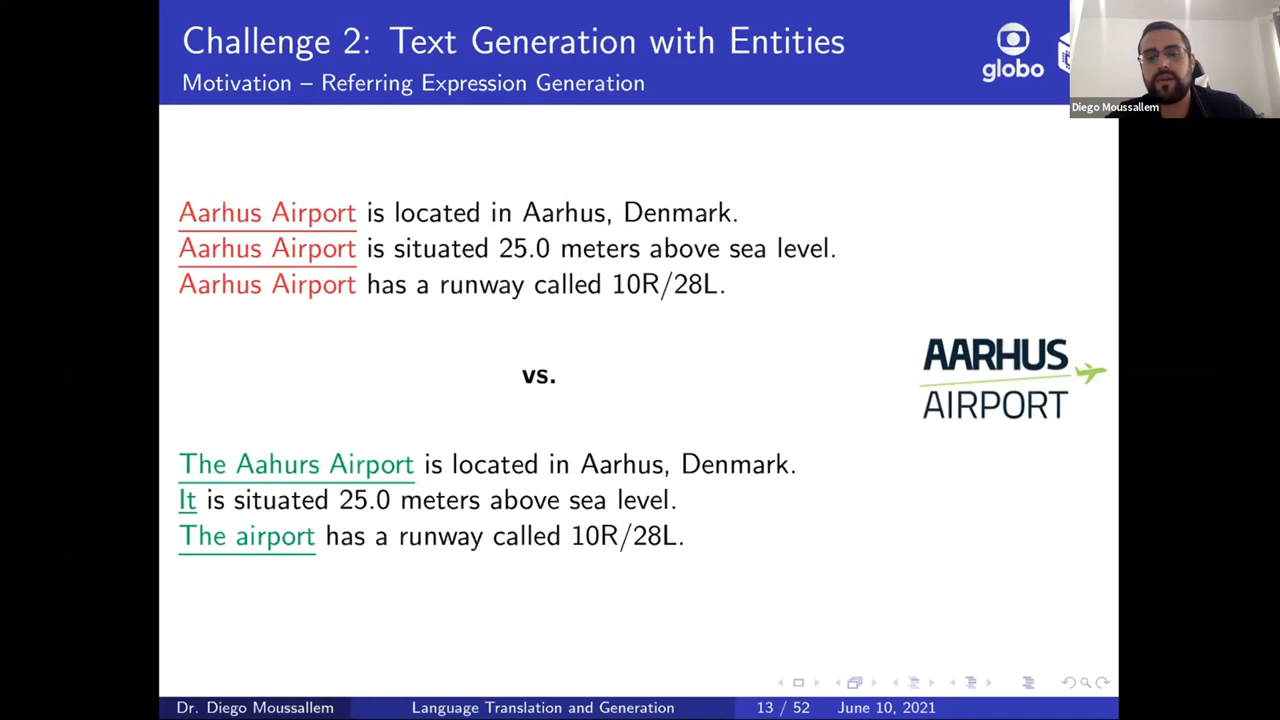 Challenge 2: Text Generation with Entities
Motivation – Referring Expression Generation
globo
Diego Moussallem
Aarhus Airport is located in Aarhus, Denmark.
Aarhus Airport is situated 25.0 meters above sea level.
Aarhus Airport has a runway called 10R/28L.
vs.
AARHUS
AIRPORT
The Aahurs Airport is located in Aarhus, Denmark.
It is situated 25.0 meters above sea level.
The airport has a runway called 10R/28L.
Dr. Diego Moussallem Language Translation and Generation 13 / 52 June 10, 2021